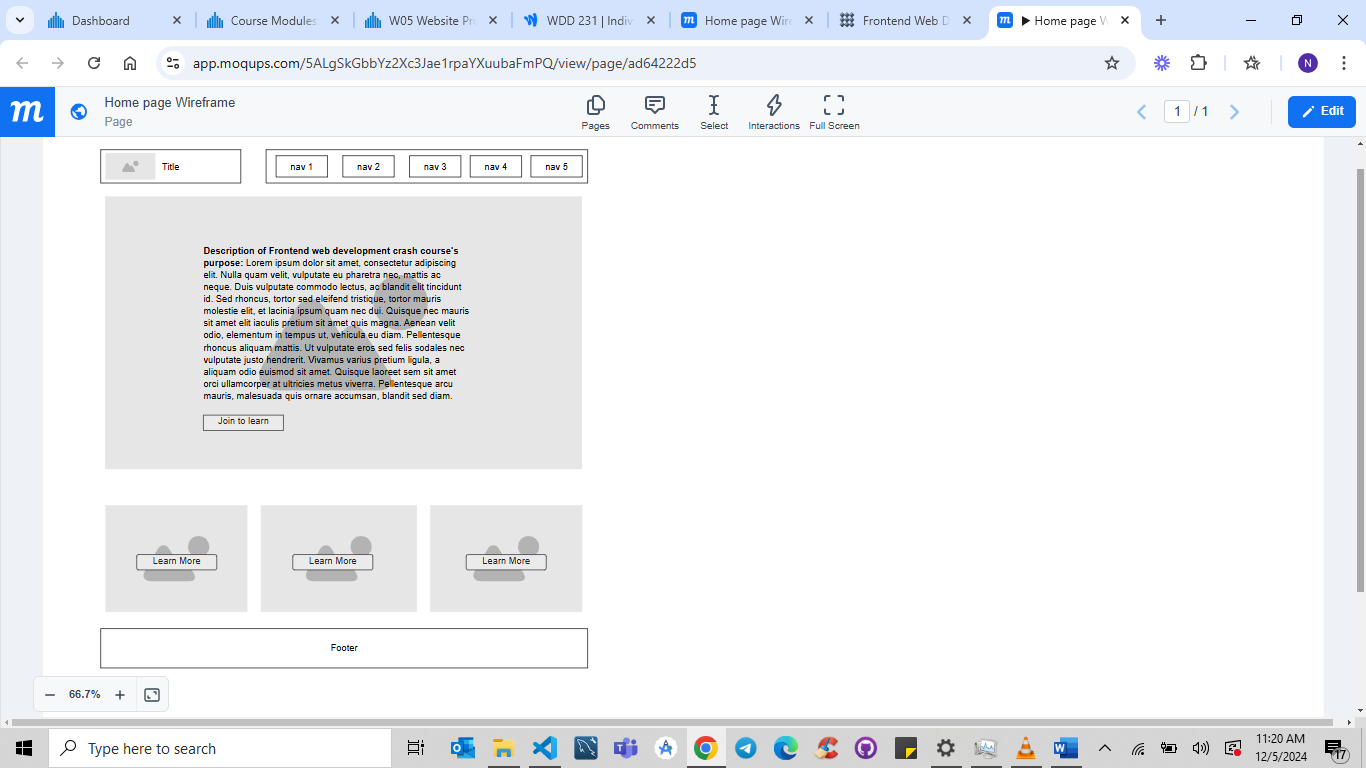 Dashboard
Course Modules
W05 Website Pr
WDD 231 | Indiv
Home page Wire
Frontend Web D
▶ Home page W
app.moqups.com/5ALgSkGbbYz2Xc3Jae1rpaYXuubaFmPQ/view/page/ad64222d5
N
m
Home page Wireframe
Page
Pages
Comments
Select
Interactions
Full Screen
1 / 1
Edit
Title
nav 1
nav 2
nav 3
nav 4
nav 5
Description of Frontend web development crash course's
purpose: Lorem ipsum dolor sit amet, consectetur adipiscing
elit. Nulla quam velit, vulputate eu pharetra nec, mattis ac
neque. Duis vulputate commodo lectus, ac blandit elit tincidunt
id. Sed rhoncus, tortor sed eleifend tristique, tortor mauris
molestie elit, et lacinia ipsum quam nec dui. Quisque nec mauris
sit amet elit iaculis pretium sit amet quis magna. Aenean velit
odio, elementum in tempus ut, vehicula eu diam. Pellentesque
rhoncus aliquam mattis. Ut vulputate eros sed felis sodales nec
vulputate justo hendrerit. Vivamus varius pretium ligula, a
aliquam odio euismod sit amet. Quisque laoreet sem sit amet
orci ullamcorper at ultricies metus viverra. Pellentesque arcu
mauris, malesuada quis ornare accumsan, blandit sed diam.
Join to learn
Learn More
Learn More
Learn More
Footer
66.7%
Type here to search
11:20 AM
12/5/2024
17